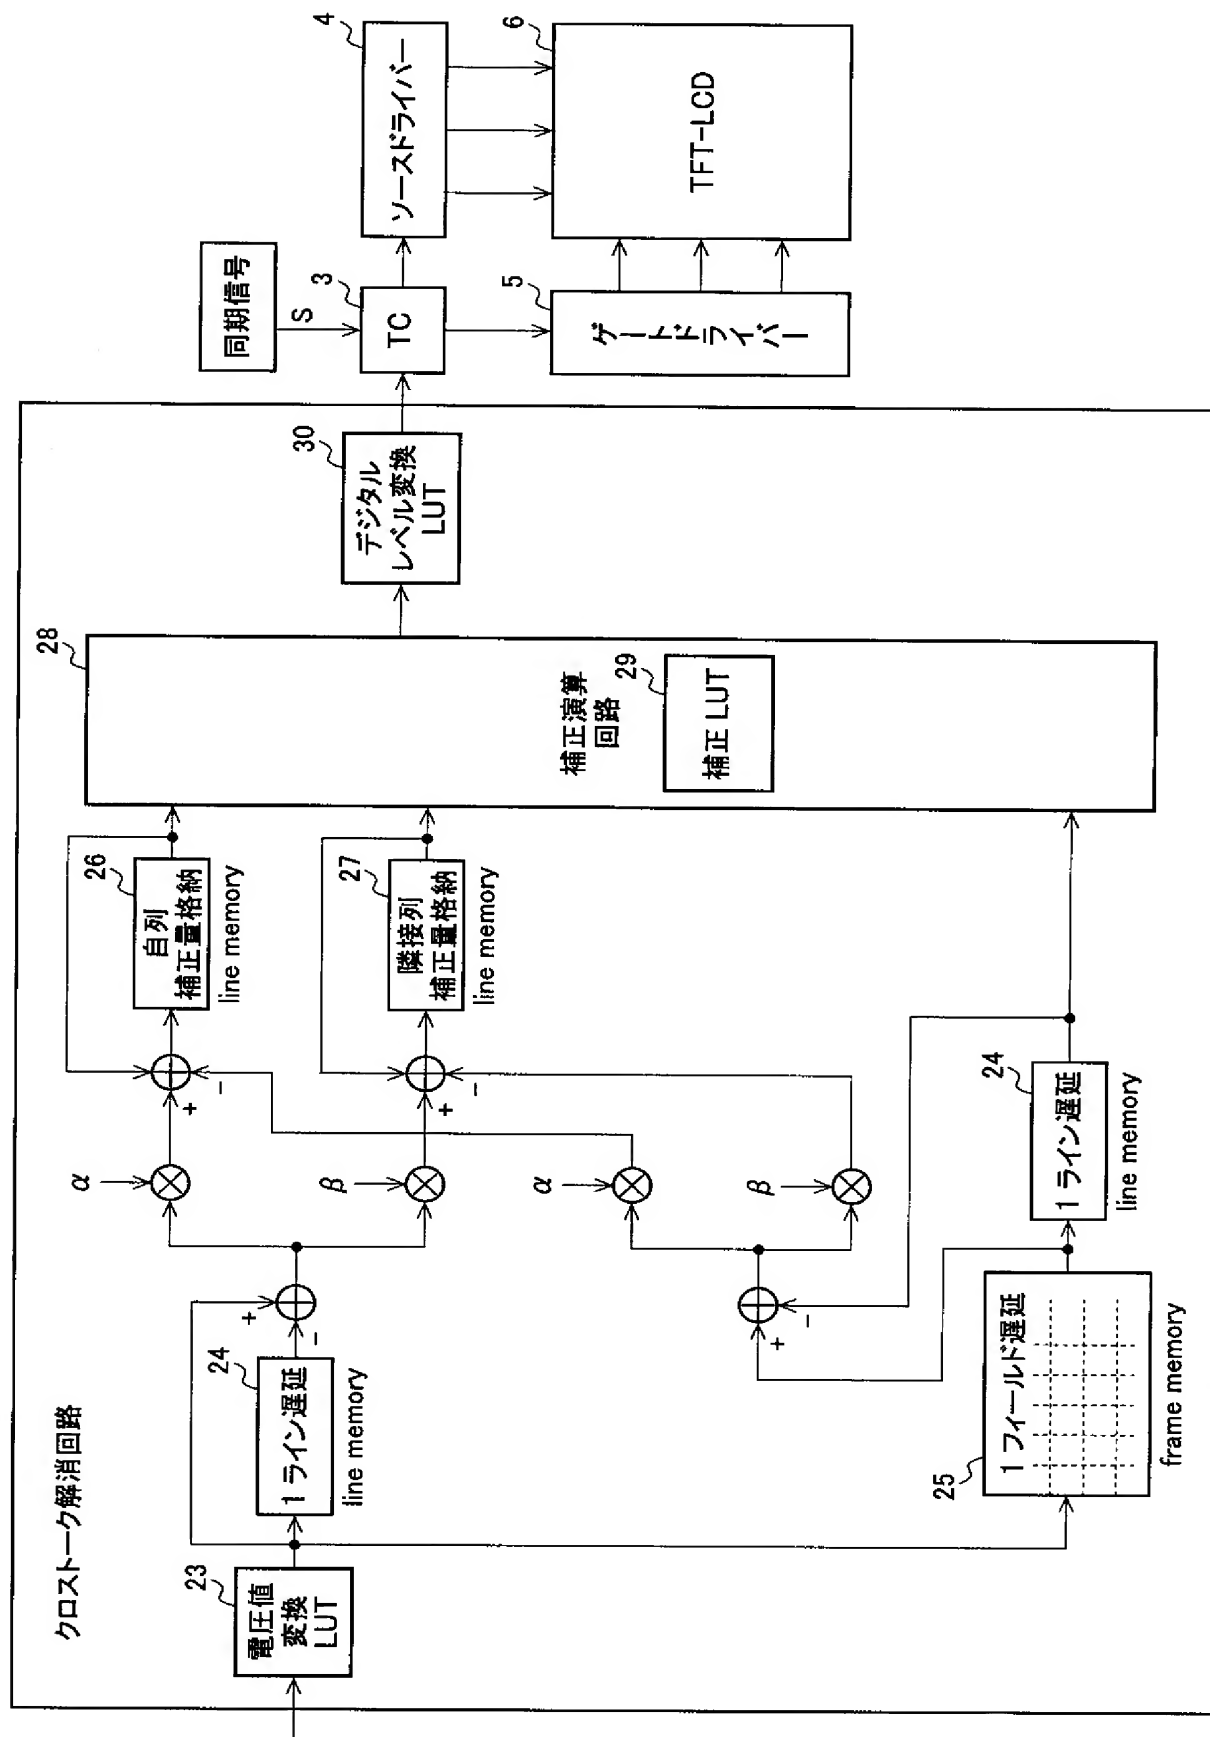 クロストーク解消回路
23
電圧値
変換
LUT
24
1 ライン遅延
line memory
+
−
α
β
+
−
+
−
26
自列
補正量格納
line memory
27
隣接列
補正量格納
line memory
25
1 フィールド遅延
frame memory
+
−
α
β
24
1 ライン遅延
line memory
28
補正演算
回路
29
補正 LUT
30
デジタル
レベル変換
LUT
同期信号
S
3
TC
4
ソースドライバー
5
ゲートドライバー
6
TFT-LCD